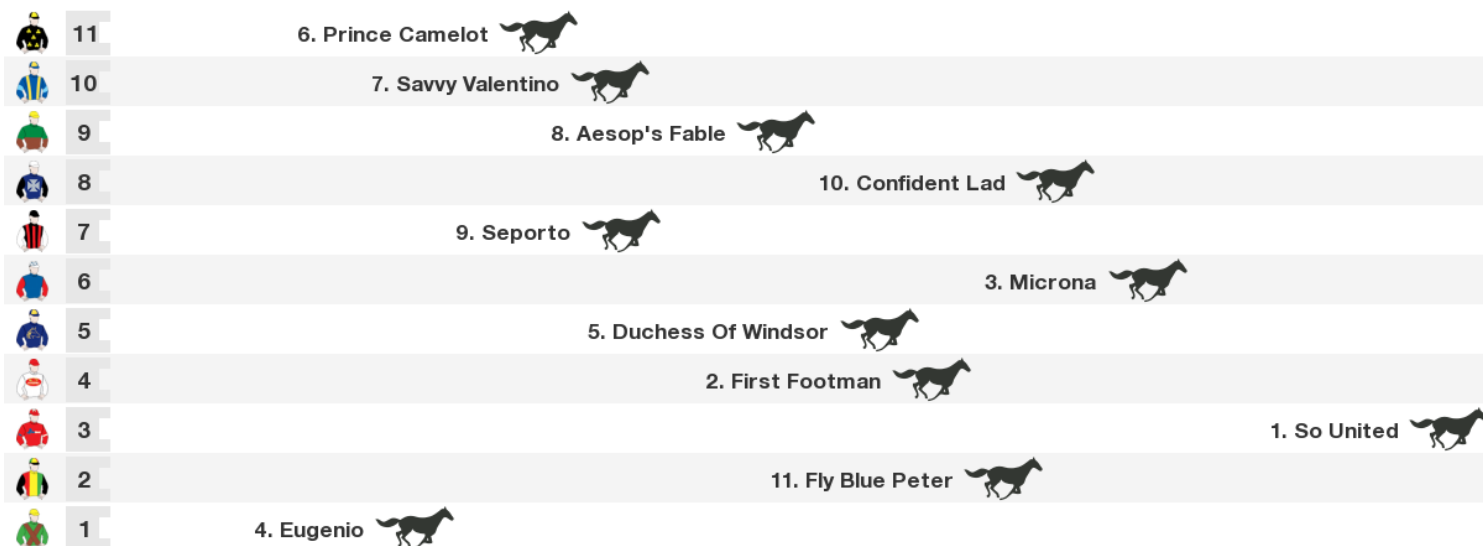 11 6. Prince Camelot
10 7. Savvy Valentino
9 8. Aesop's Fable
8 10. Confident Lad
7 9. Seporto
6 3. Microna
5 5. Duchess Of Windsor
4 2. First Footman
3 1. So United
2 11. Fly Blue Peter
1 4. Eugenio